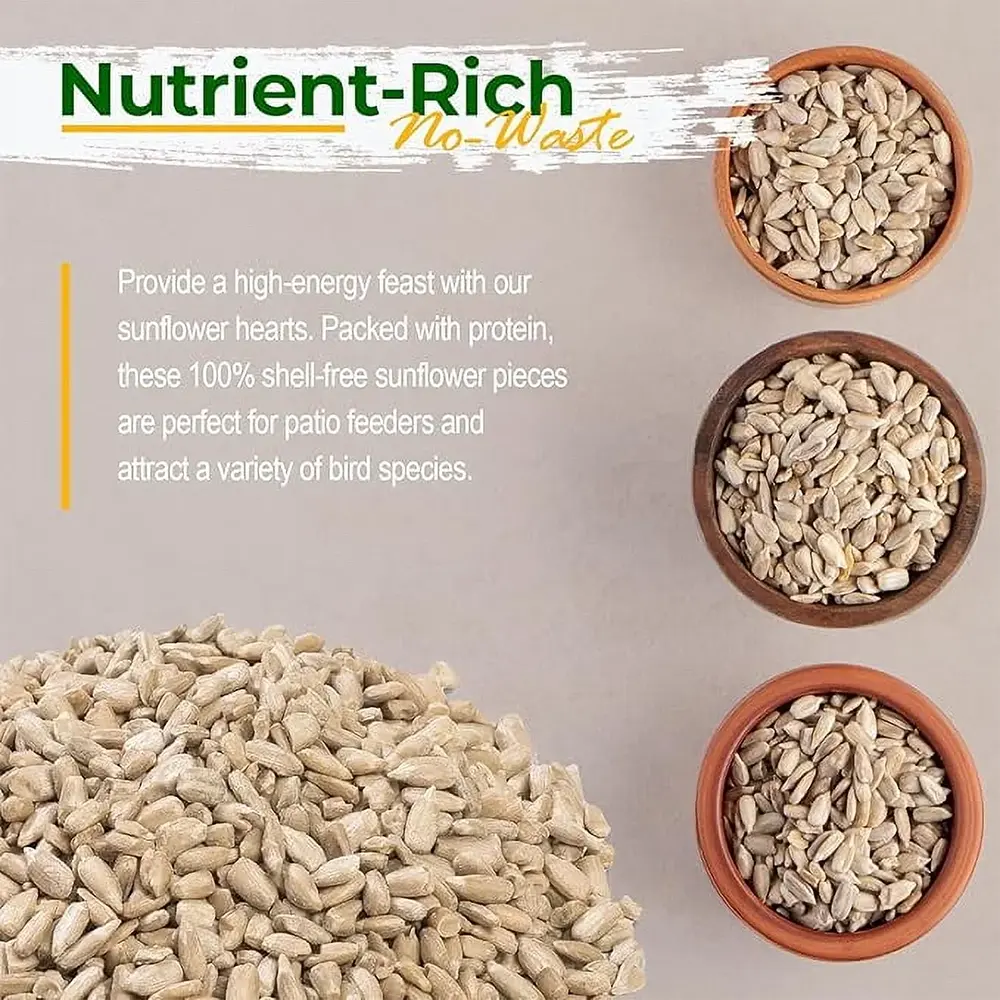 Nutrient-Rich
No-Waste
Provide a high-energy feast with our
sunflower hearts. Packed with protein,
these 100% shell-free sunflower pieces
are perfect for patio feeders and
attract a variety of bird species.